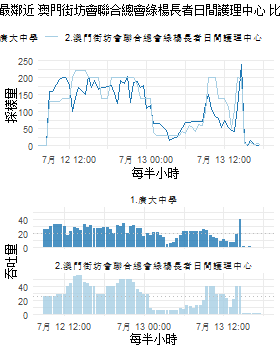 最鄰近 澳門街坊會聯合總會綠楊長者日間護理中心 比
廣大中學 2.澳門街坊會聯合總會綠楊長者日間護理中心
採樣量
250
200
150
100
50
0
7月 12 12:00 7月 13 00:00 7月 13 12:00
每半小時
吞吐量
1.廣大中學
40
20
0
2.澳門街坊會聯合總會綠楊長者日間護理中心
40
20
0
7月 12 12:00 7月 13 00:00 7月 13 12:00
每半小時